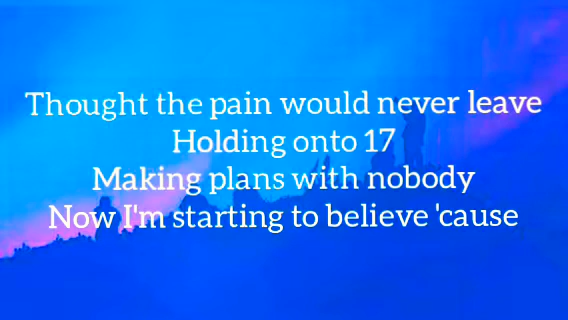 Thought the pain would never leave
Holding onto 17
Making plans with nobody
Now I'm starting to believe 'cause